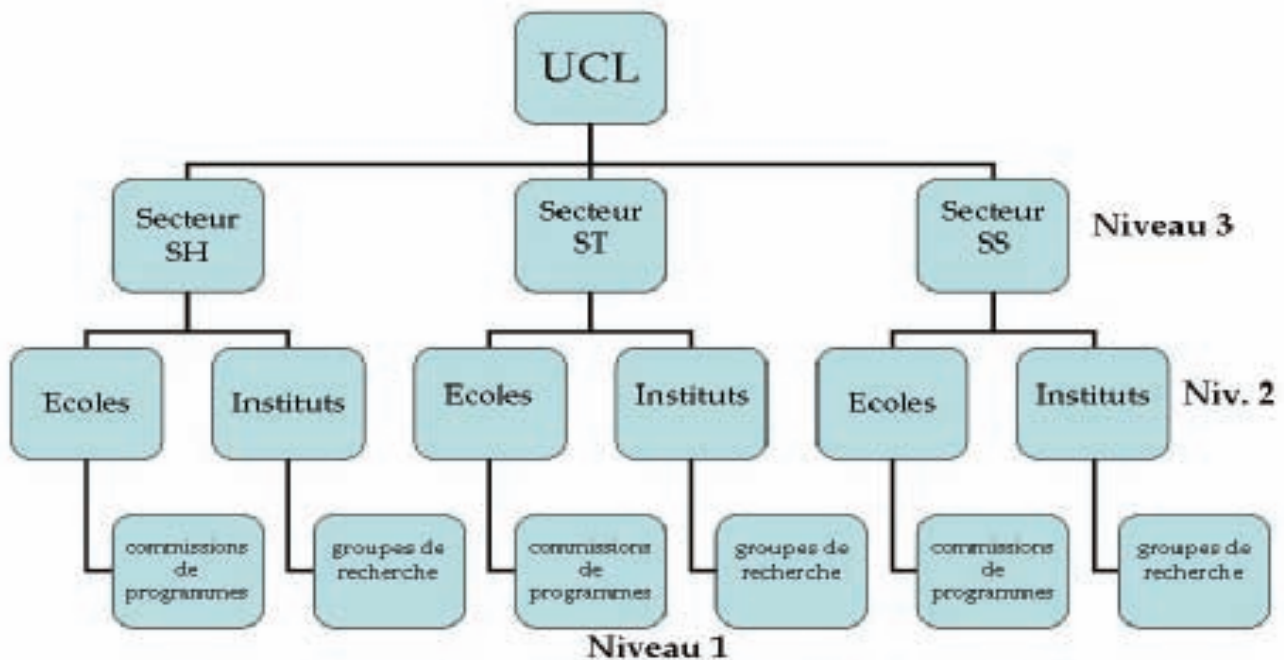 UCL
Secteur
SH
Secteur
ST
Secteur
SS
Niveau 3
Ecoles
Instituts
Ecoles
Instituts
Ecoles
Instituts
Niv. 2
commissions
de
programmes
groupes de
recherche
commissions
de
programmes
groupes de
recherche
commissions
de
programmes
groupes de
recherche
Niveau 1